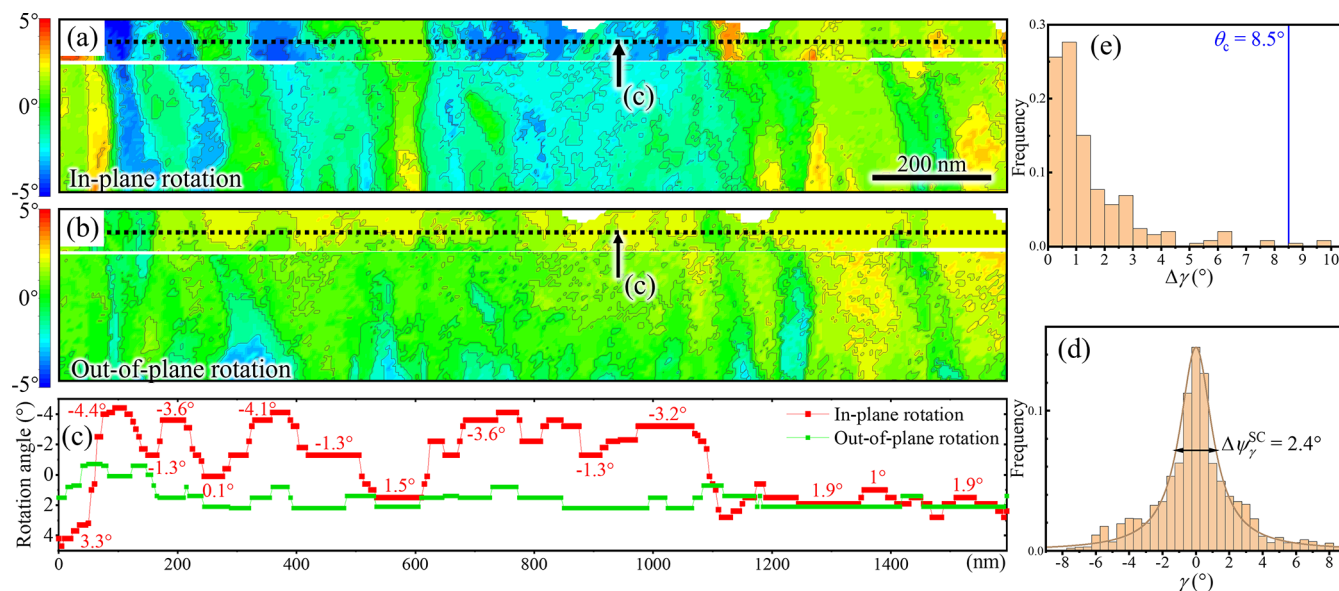 5°
0°
-5°
(a)
(c)
200 nm
In-plane rotation
5°
0°
-5°
(b)
(c)
Out-of-plane rotation
(c)
Rotation angle (°)
-4
-2
0
2
4
-4.4°
-3.6°
-4.1°
-3.6°
-3.2°
-1.3°
-1.3°
-1.3°
0.1°
1.5°
3.3°
1.9°
1°
1.9°
In-plane rotation
Out-of-plane rotation
0 200 400 600 800 1000 1200 1400 (nm)
(e)
θc = 8.5°
Frequency
0.3
0.2
0.1
0.0
0 1 2 3 4 5 6 7 8 9 10
Δγ (°)
(d)
Δψγ^SC = 2.4°
Frequency
0.1
0.0
-8 -6 -4 -2 0 2 4 6 8
γ (°)